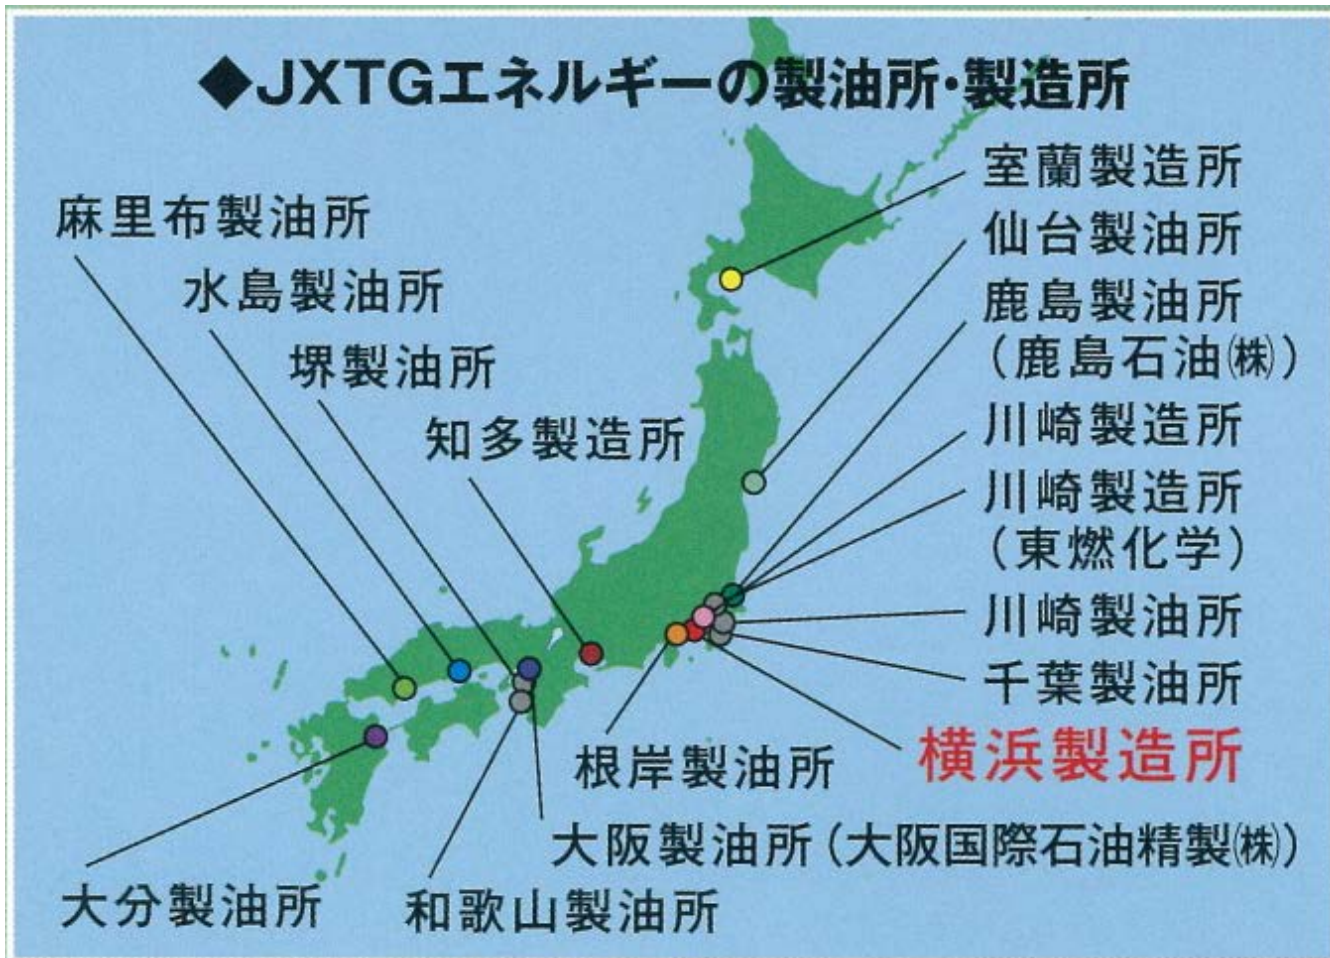 ◆JXTGエネルギーの製油所・製造所
室蘭製造所
麻里布製油所
仙台製油所
水島製油所
鹿島製油所
(鹿島石油㈱)
堺製油所
川崎製造所
知多製造所
川崎製造所
(東燃化学)
川崎製油所
千葉製油所
横浜製造所
根岸製油所
大阪製油所(大阪国際石油精製㈱)
大分製油所
和歌山製油所